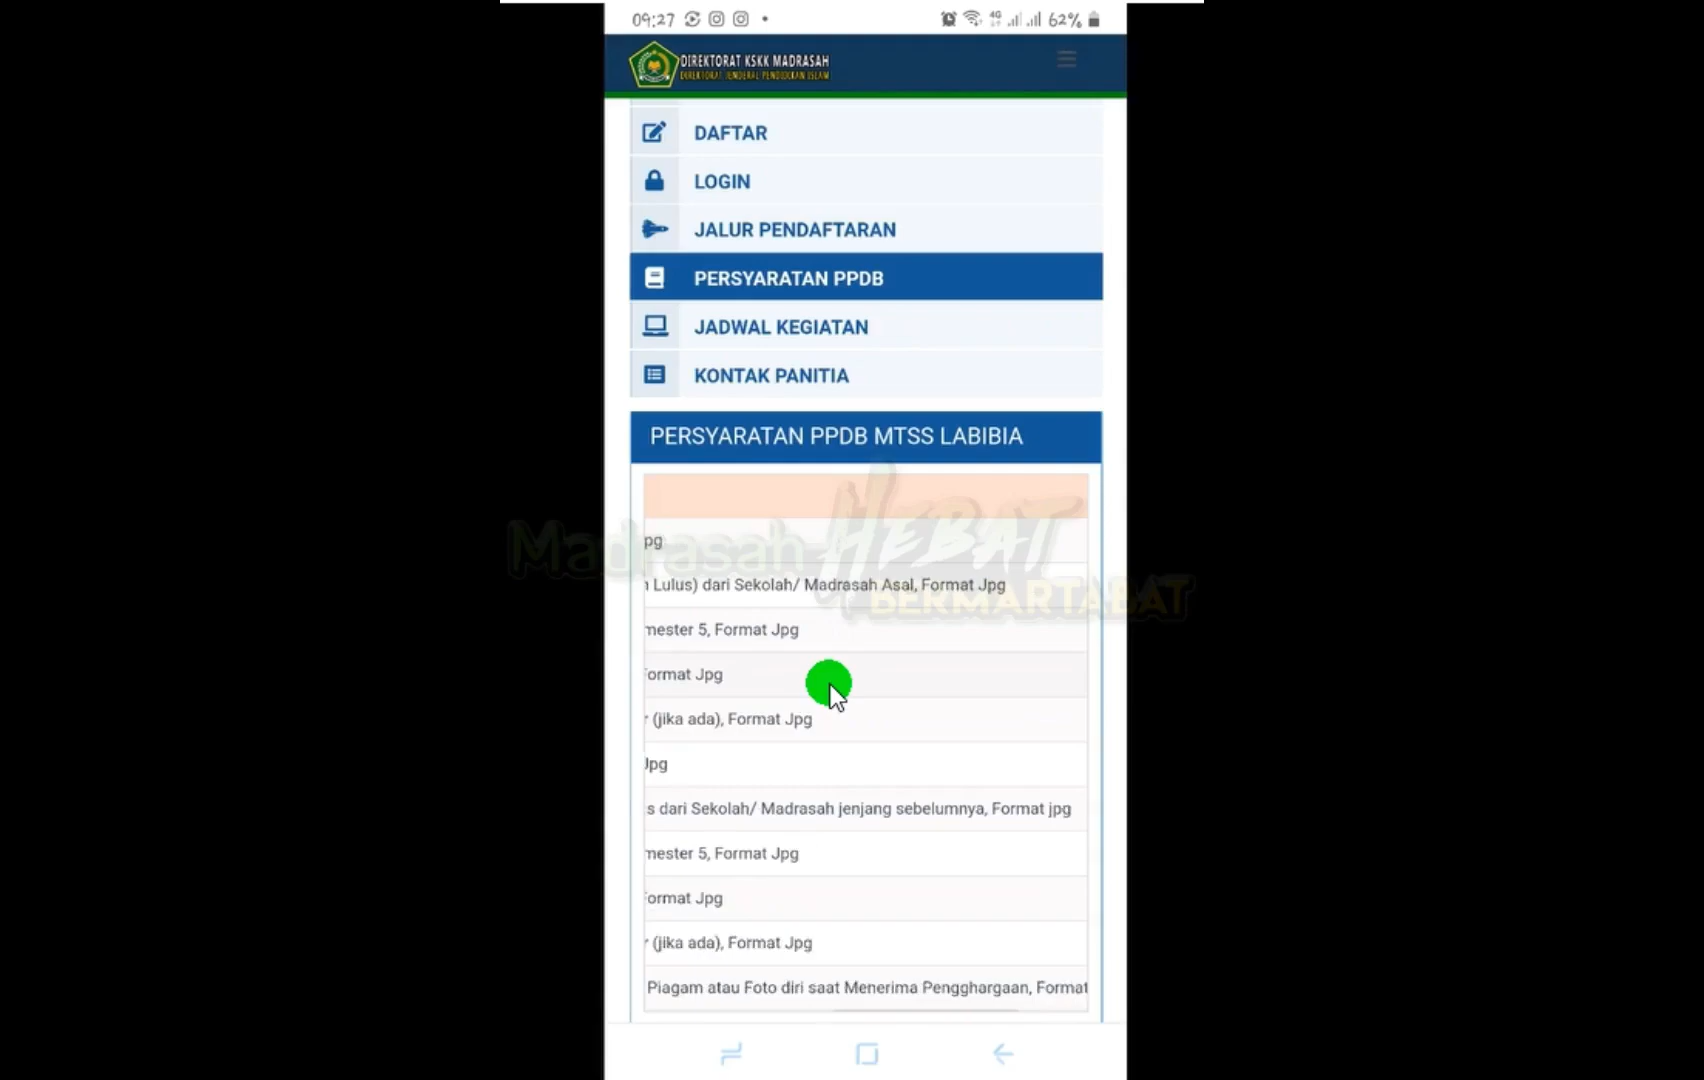 09:27
4G
62%
DIREKTORAT KSKK MADRASAH
DIREKTORAT JENDERAL PENDIDIKAN ISLAM
DAFTAR
LOGIN
JALUR PENDAFTARAN
PERSYARATAN PPDB
JADWAL KEGIATAN
KONTAK PANITIA
PERSYARATAN PPDB MTSS LABIBIA
pg
Lulus) dari Sekolah/ Madrasah Asal, Format Jpg
mester 5, Format Jpg
ormat Jpg
r (jika ada), Format Jpg
Jpg
s dari Sekolah/ Madrasah jenjang sebelumnya, Format jpg
mester 5, Format Jpg
ormat Jpg
r (jika ada), Format Jpg
Piagam atau Foto diri saat Menerima Pengghargaan, Format
Madrasah HEBAT
BERMARTABAT